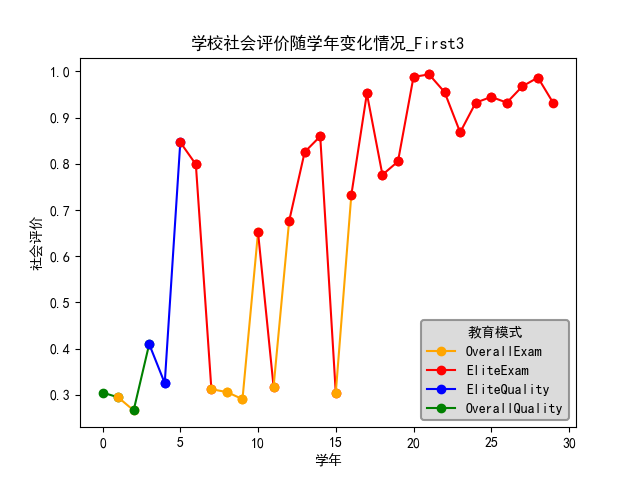 学校社会评价随学年变化情况_First3
1.0
0.9
0.8
0.7
0.6
0.5
0.4
0.3
社会评价
0 5 10 15 20 25 30
学年
教育模式
OverallExam
EliteExam
EliteQuality
OverallQuality